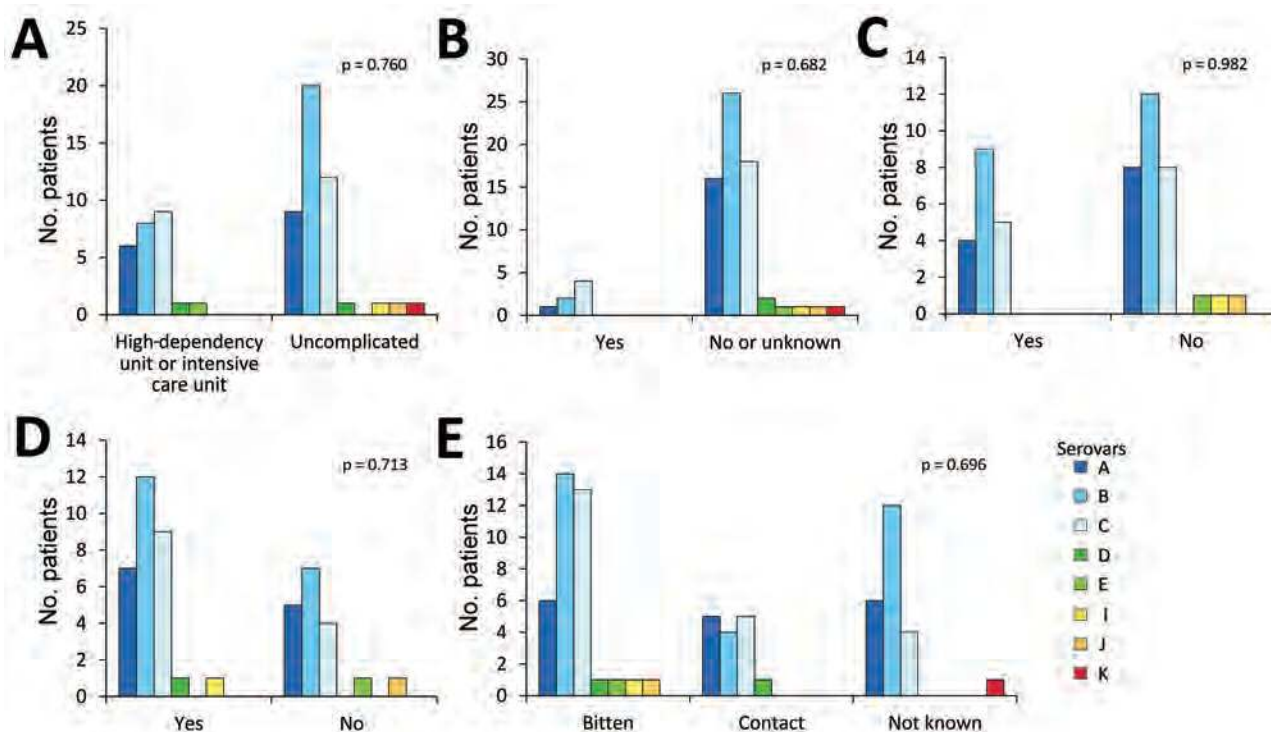 A
25
20
15
10
5
0
No. patients
p = 0.760
High-dependency
unit or intensive
care unit
Uncomplicated
B
30
25
20
15
10
5
0
No. patients
p = 0.682
Yes
No or unknown
C
14
12
10
8
6
4
2
0
No. patients
p = 0.982
Yes
No
D
14
12
10
8
6
4
2
0
No. patients
p = 0.713
Yes
No
E
16
14
12
10
8
6
4
2
0
No. patients
p = 0.696
Bitten
Contact
Not known
Serovars
A
B
C
D
E
I
J
K